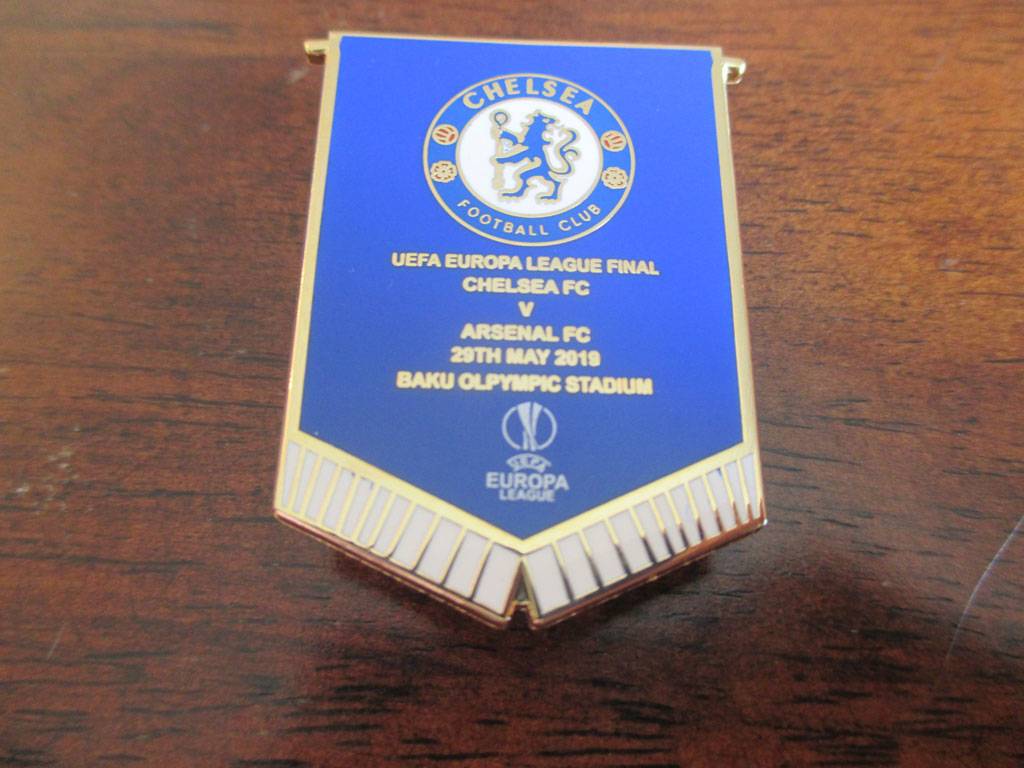 CHELSEA
FOOTBALL CLUB
UEFA EUROPA LEAGUE FINAL
CHELSEA FC
V
ARSENAL FC
29TH MAY 2019
BAKU OLPYMPIC STADIUM
UEFA
EUROPA
LEAGUE